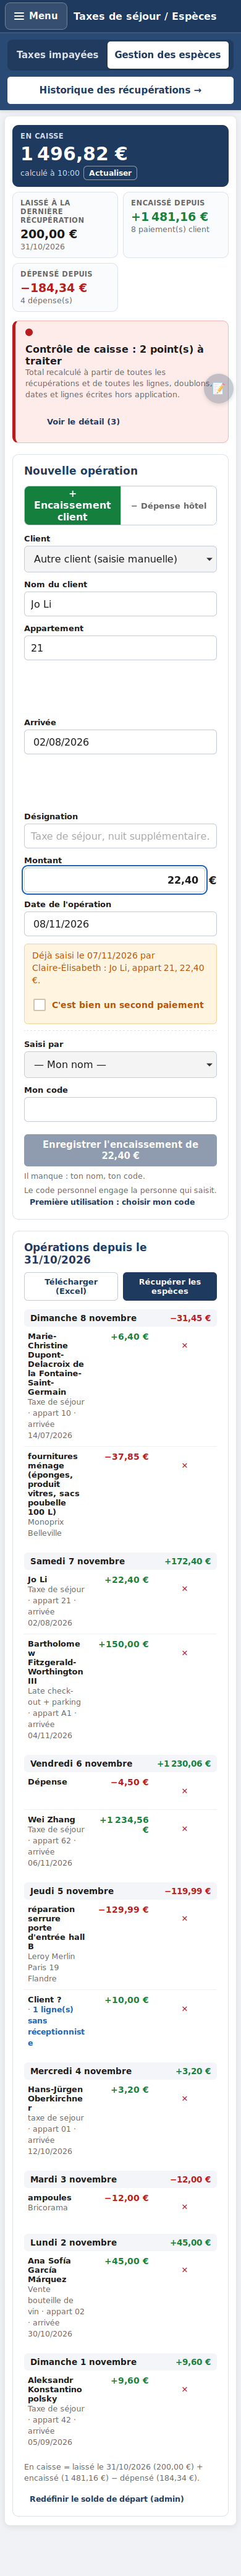 Menu
Taxes de séjour / Espèces
Taxes impayées
Gestion des espèces
Historique des récupérations →
EN CAISSE
1 496,82 €
calculé à 10:00
Actualiser
LAISSÉ À LA
DERNIÈRE
RÉCUPÉRATION
200,00 €
31/10/2026
ENCAISSÉ DEPUIS
+1 481,16 €
8 paiement(s) client
DÉPENSÉ DEPUIS
−184,34 €
4 dépense(s)
Contrôle de caisse : 2 point(s) à
traiter
Total recalculé à partir de toutes les
récupérations et de toutes les lignes, doublons,
dates et lignes écrites hors application.
Voir le détail (3)
Nouvelle opération
+
Encaissement
client
− Dépense hôtel
Client
Autre client (saisie manuelle)
Nom du client
Jo Li
Appartement
21
Arrivée
02/08/2026
Désignation
Taxe de séjour, nuit supplémentaire.
Montant
22,40 €
Date de l'opération
08/11/2026
Déjà saisi le 07/11/2026 par
Claire-Élisabeth : Jo Li, appart 21, 22,40
€.
C'est bien un second paiement
Saisi par
— Mon nom —
Mon code
Enregistrer l'encaissement de
22,40 €
Il manque : ton nom, ton code.
Le code personnel engage la personne qui saisit.
Première utilisation : choisir mon code
Opérations depuis le
31/10/2026
Télécharger
(Excel)
Récupérer les
espèces
Dimanche 8 novembre −31,45 €
Marie-
Christine
Dupont-
Delacroix de
la Fontaine-
Saint-
Germain
+6,40 €
×
Taxe de séjour
· appart 10 ·
arrivée
14/07/2026
fournitures
ménage
(éponges,
produit
vitres, sacs
poubelle
100 L)
−37,85 €
×
Monoprix
Belleville
Samedi 7 novembre +172,40 €
Jo Li
+22,40 €
×
Taxe de séjour
· appart 21 ·
arrivée
02/08/2026
Bartholome
w
Fitzgerald-
Worthington
III
+150,00 €
×
Late check-
out + parking
· appart A1 ·
arrivée
04/11/2026
Vendredi 6 novembre +1 230,06 €
Dépense
−4,50 €
×
Wei Zhang
+1 234,56
€
×
Taxe de séjour
· appart 62 ·
arrivée
06/11/2026
Jeudi 5 novembre −119,99 €
réparation
serrure
porte
d'entrée hall
B
−129,99 €
×
Leroy Merlin
Paris 19
Flandre
Client ?
+10,00 €
×
· 1 ligne(s)
sans
réceptionnist
e
Mercredi 4 novembre +3,20 €
Hans-Jürgen
Oberkirchne
r
+3,20 €
×
taxe de sejour
· appart 01 ·
arrivée
12/10/2026
Mardi 3 novembre −12,00 €
ampoules
−12,00 €
×
Bricorama
Lundi 2 novembre +45,00 €
Ana Sofía
García
Márquez
+45,00 €
×
Vente
bouteille de
vin · appart 02
· arrivée
30/10/2026
Dimanche 1 novembre +9,60 €
Aleksandr
Konstantino
polsky
+9,60 €
×
Taxe de séjour
· appart 42 ·
arrivée
05/09/2026
En caisse = laissé le 31/10/2026 (200,00 €) +
encaissé (1 481,16 €) − dépensé (184,34 €).
Redéfinir le solde de départ (admin)